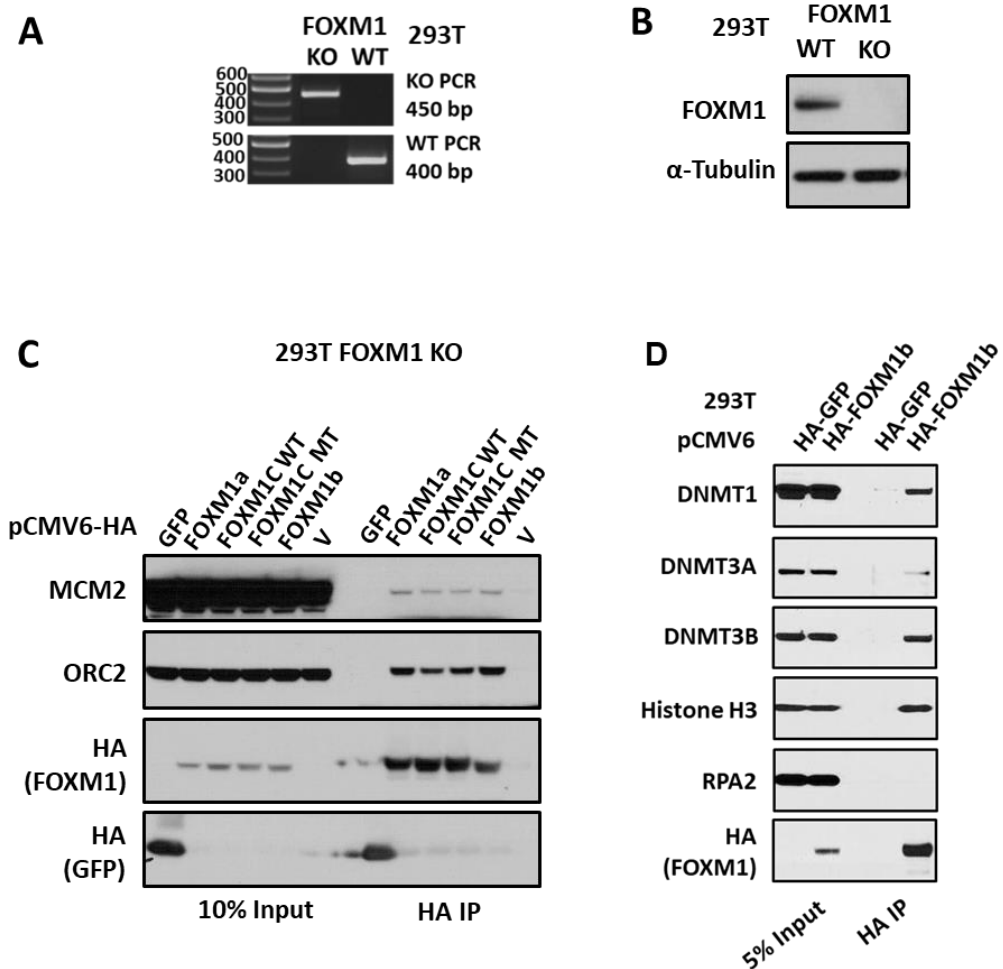 A
FOXM1
KO WT
293T
600
500
400
300
KO PCR
450 bp
500
400
300
WT PCR
400 bp
B
293T
FOXM1
WT KO
FOXM1
α-Tubulin
C
293T FOXM1 KO
pCMV6-HA
GFP
FOXM1a
FOXM1C WT
FOXM1C MT
FOXM1b
V
GFP
FOXM1a
FOXM1C WT
FOXM1C MT
FOXM1b
V
MCM2
ORC2
HA
(FOXM1)
HA
(GFP)
10% Input
HA IP
D
293T
pCMV6
HA-GFP
HA-FOXM1b
HA-GFP
HA-FOXM1b
DNMT1
DNMT3A
DNMT3B
Histone H3
RPA2
HA
(FOXM1)
5% Input
HA IP